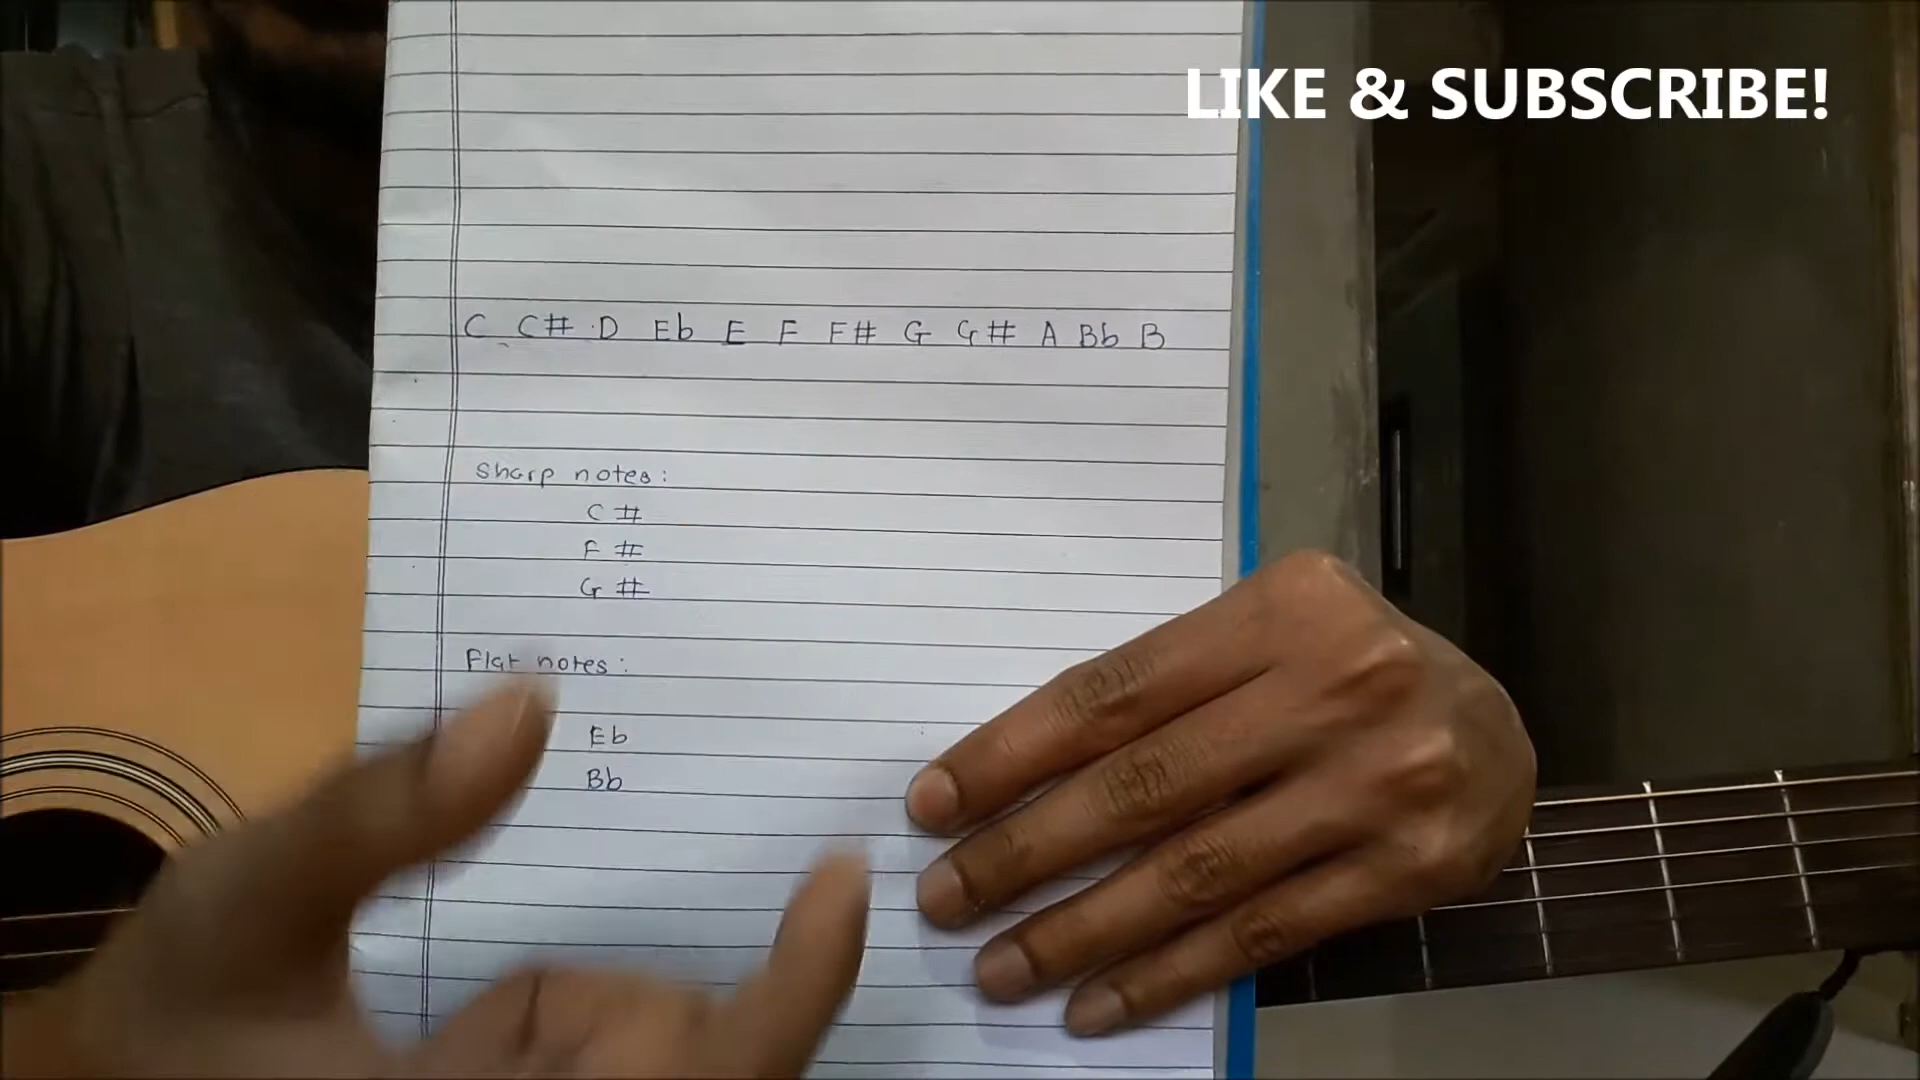 LIKE & SUBSCRIBE!
C C# D Eb E F F# G G# A Bb B
Sharp notes:
C #
F #
G #
Flat notes:
Eb
Bb